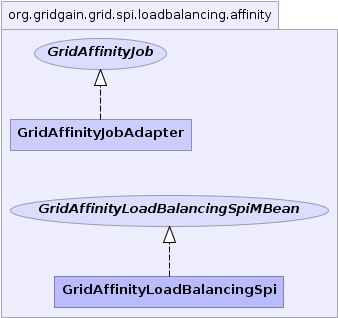 org.gridgain.grid.spi.loadbalancing.affinity
GridAffinityJob
GridAffinityJobAdapter
GridAffinityLoadBalancingSpiMBean
GridAffinityLoadBalancingSpi